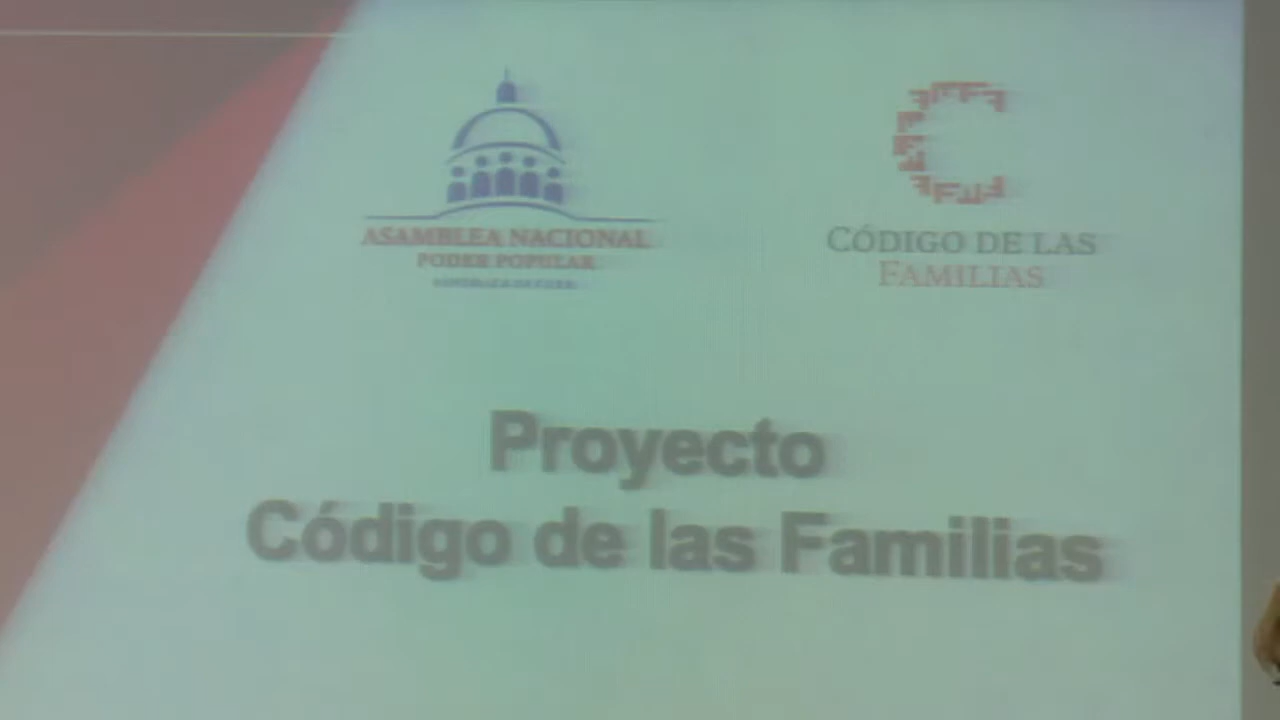 ASAMBLEA NACIONAL
PODER POPULAR
CÓDIGO DE LAS
FAMILIAS
Proyecto
Código de las Familias